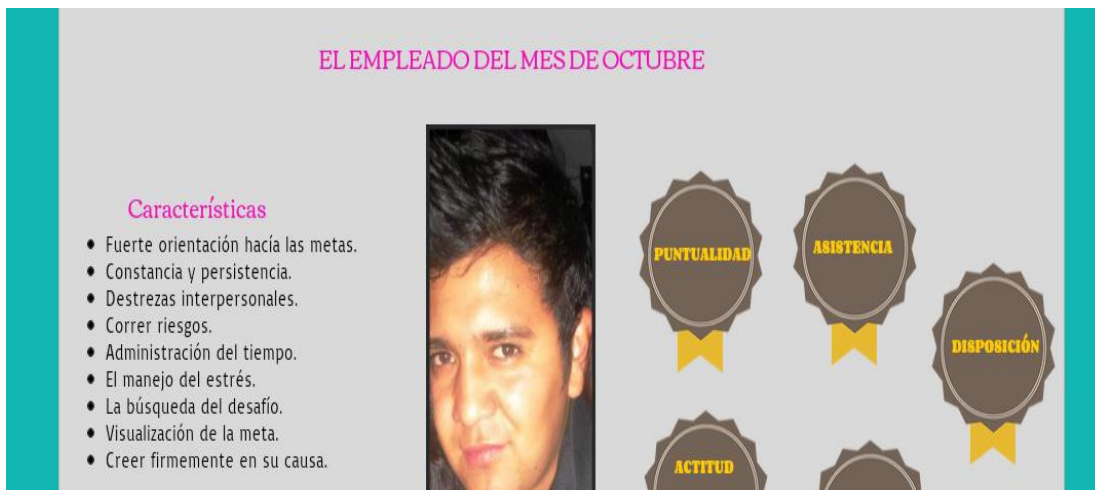 EL EMPLEADO DEL MES DE OCTUBRE
Características
• Fuerte orientación hacía las metas.
• Constancia y persistencia.
• Destrezas interpersonales.
• Correr riesgos.
• Administración del tiempo.
• El manejo del estrés.
• La búsqueda del desafío.
• Visualización de la meta.
• Creer firmemente en su causa.
PUNTUALIDAD
ASISTENCIA
DISPOSICIÓN
ACTITUD